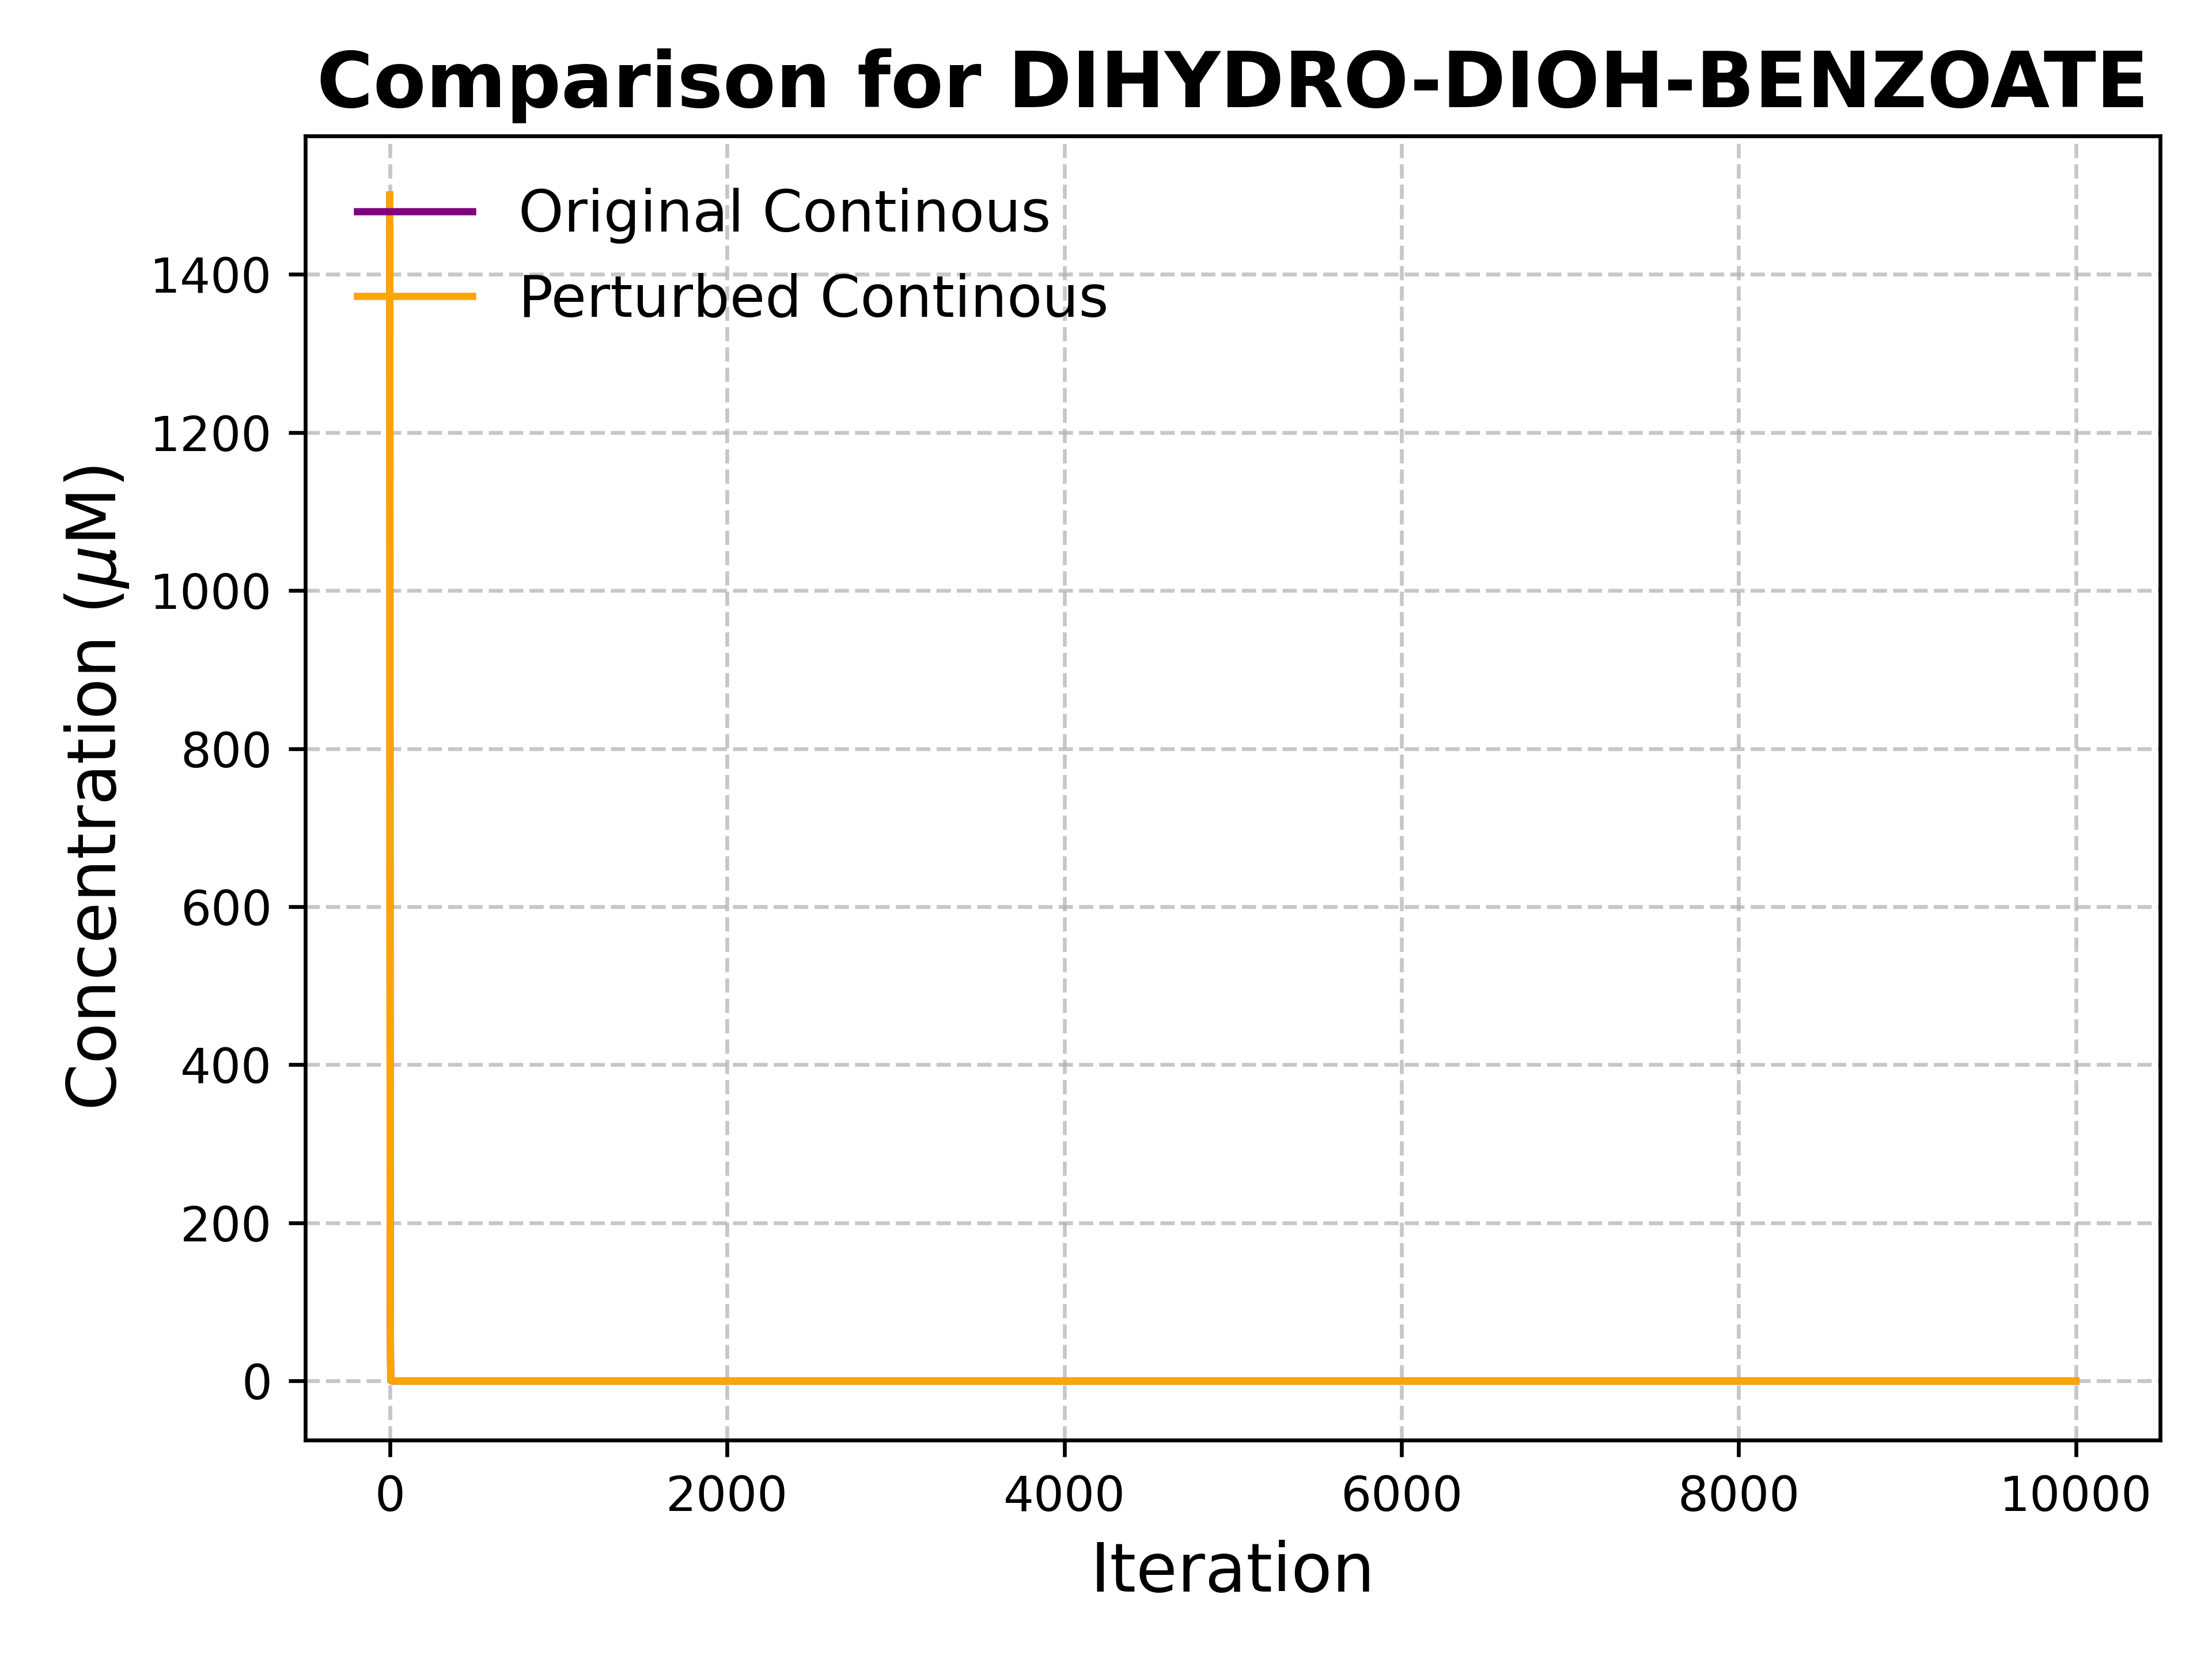 Comparison for DIHYDRO-DIOH-BENZOATE
Original Continous
Perturbed Continous
Concentration (μM)
1400
1200
1000
800
600
400
200
0
0 2000 4000 6000 8000 10000
Iteration